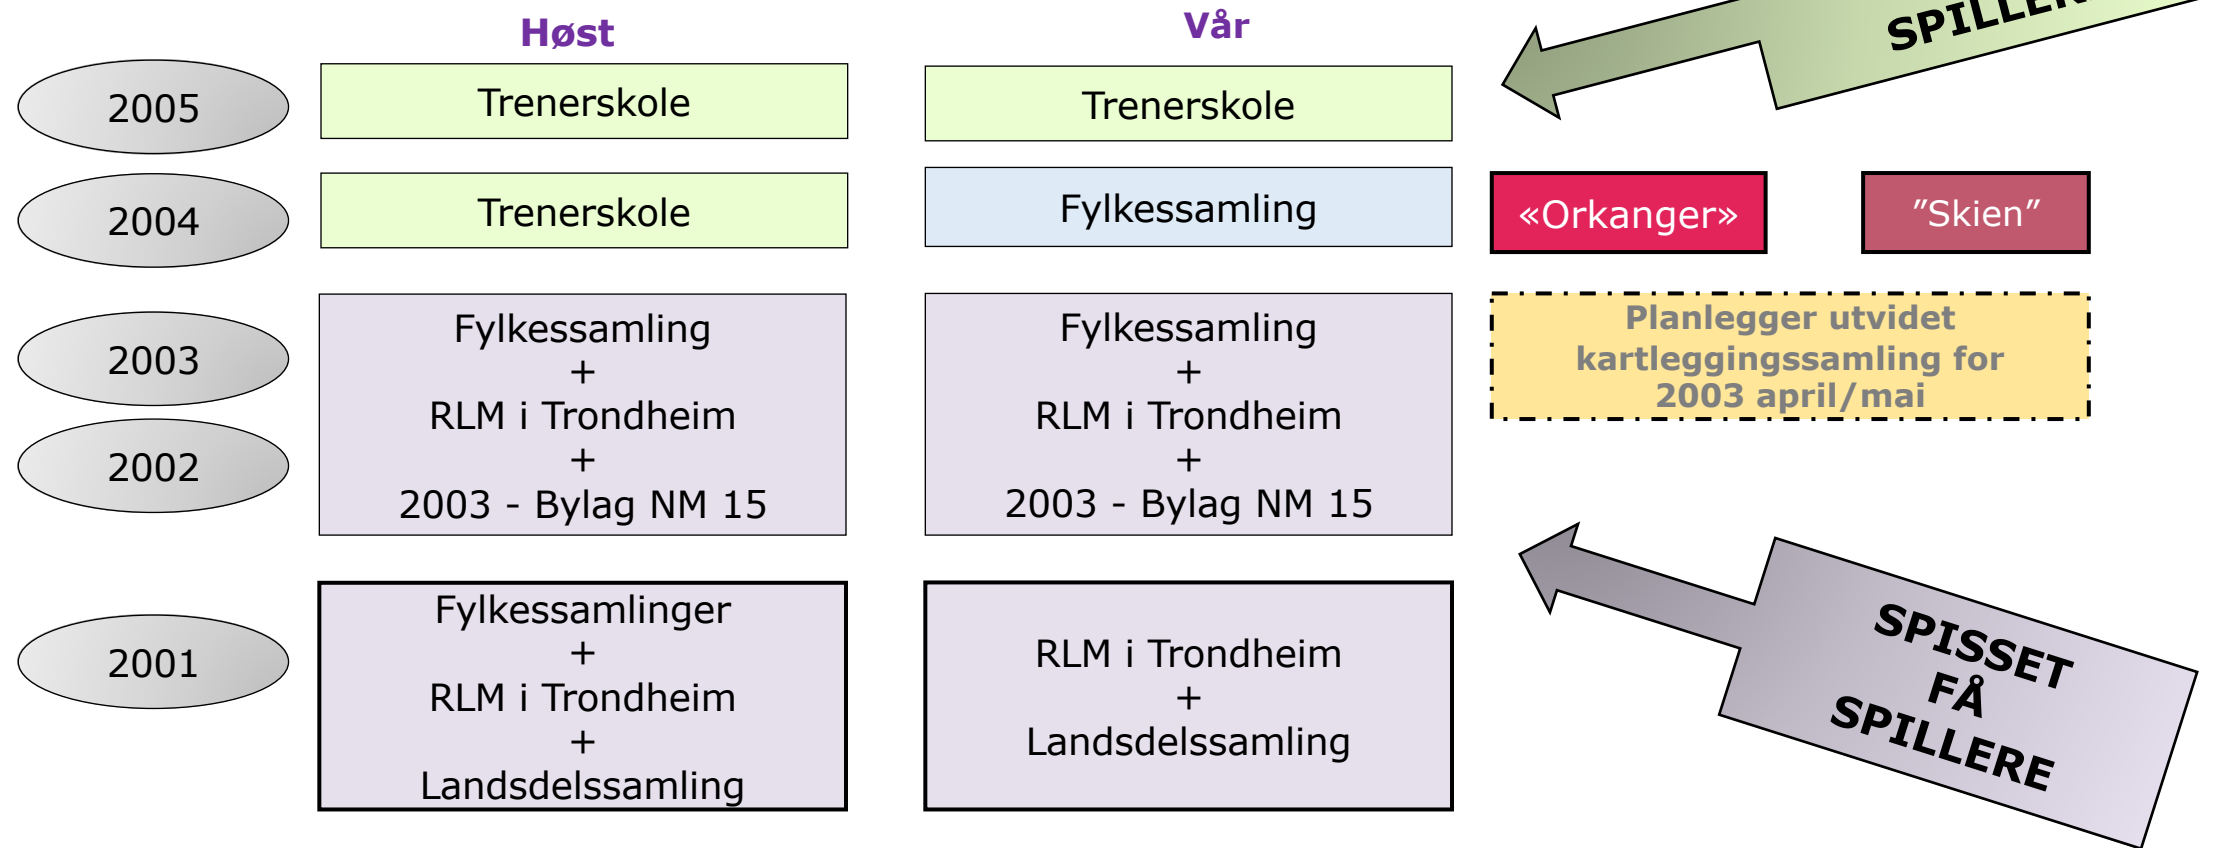 Høst
Vår
2005
Trenerskole
Trenerskole
2004
Trenerskole
Fylkessamling
«Orkanger»
”Skien”
2003
2002
Fylkessamling
+
RLM i Trondheim
+
2003 - Bylag NM 15
Fylkessamling
+
RLM i Trondheim
+
2003 - Bylag NM 15
Planlegger utvidet
kartleggingssamling for
2003 april/mai
2001
Fylkessamlinger
+
RLM i Trondheim
+
Landsdelssamling
RLM i Trondheim
+
Landsdelssamling
SPISSET
FÅ
SPILLERE